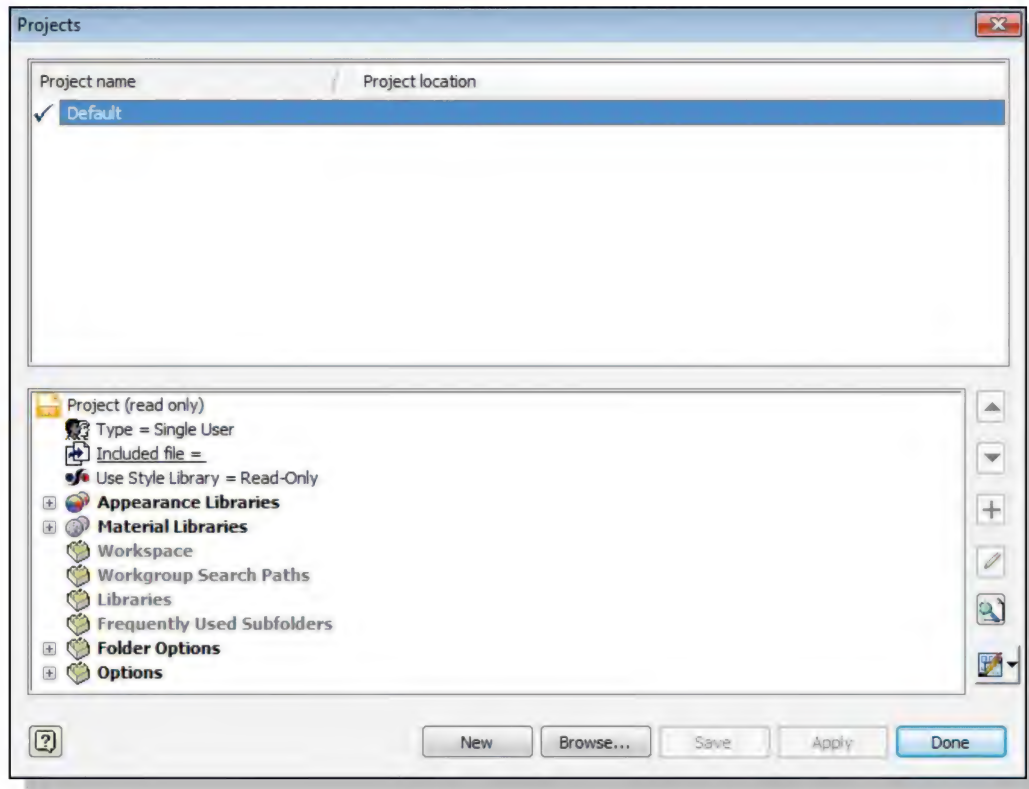 Projects
Project name Project location
Default
Project (read only)
Type = Single User
Included file =
Use Style Library = Read-Only
Appearance Libraries
Material Libraries
Workspace
Workgroup Search Paths
Libraries
Frequently Used Subfolders
Folder Options
Options
New Browse... Save Apply Done